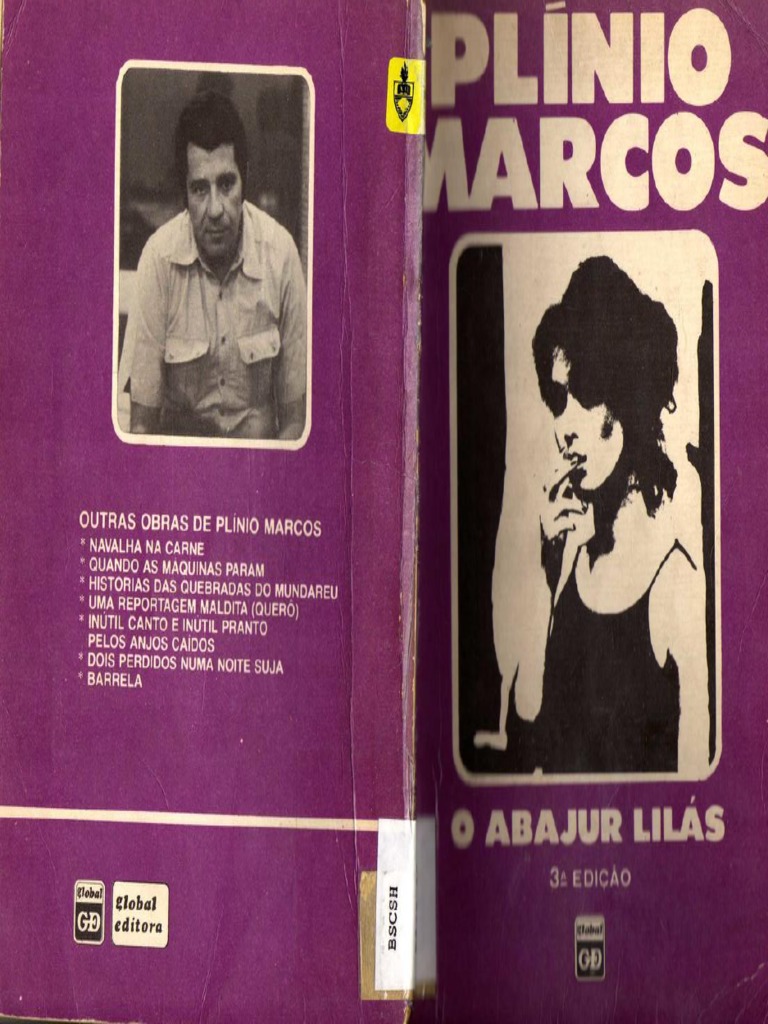 OUTRAS OBRAS DE PLÍNIO MARCOS
* NAVALHA NA CARNE
* QUANDO AS MÁQUINAS PARAM
* HISTORIAS DAS QUEBRADAS DO MUNDAREU
* UMA REPORTAGEM MALDITA (QUERÔ)
* INÚTIL CANTO E INÚTIL PRANTO
PELOS ANJOS CAÍDOS
* DOIS PERDIDOS NUMA NOITE SUJA
* BARRELA
global
GD
global
editora
BSCSH
PLÍNIO
MARCOS
O ABAJUR LILÁS
3ª EDIÇÃO
global
GD